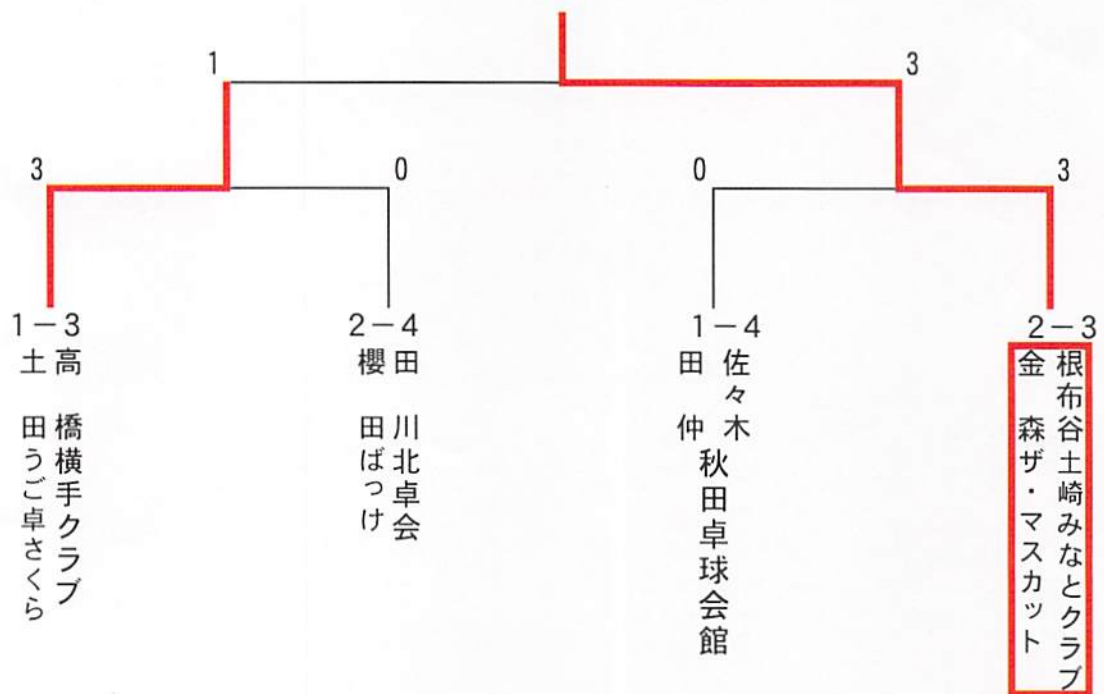 1
3
3
0
0
3
1－3
高　橋横手クラブ
土　田うご卓さくら
2－4
田　川北卓会
櫻　田ばっけ
1－4
佐々木
田　仲
秋田卓球会館
2－3
根布谷土崎みなとクラブ
金　森ザ・マスカット